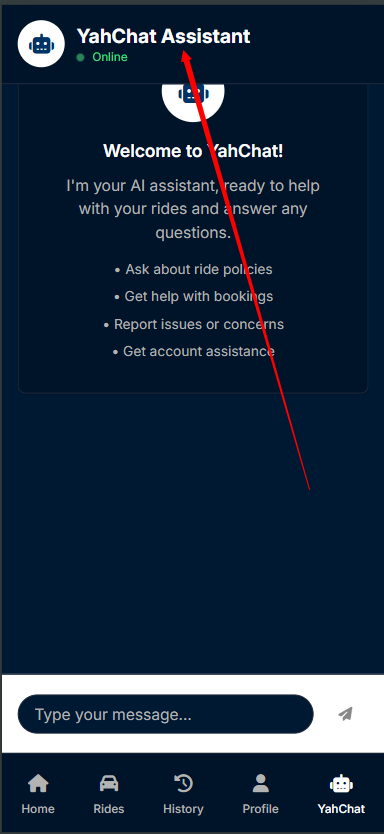 YahChat Assistant
Online
Welcome to YahChat!
I'm your AI assistant, ready to help
with your rides and answer any
questions.
• Ask about ride policies
• Get help with bookings
• Report issues or concerns
• Get account assistance
Type your message...
Home Rides History Profile YahChat